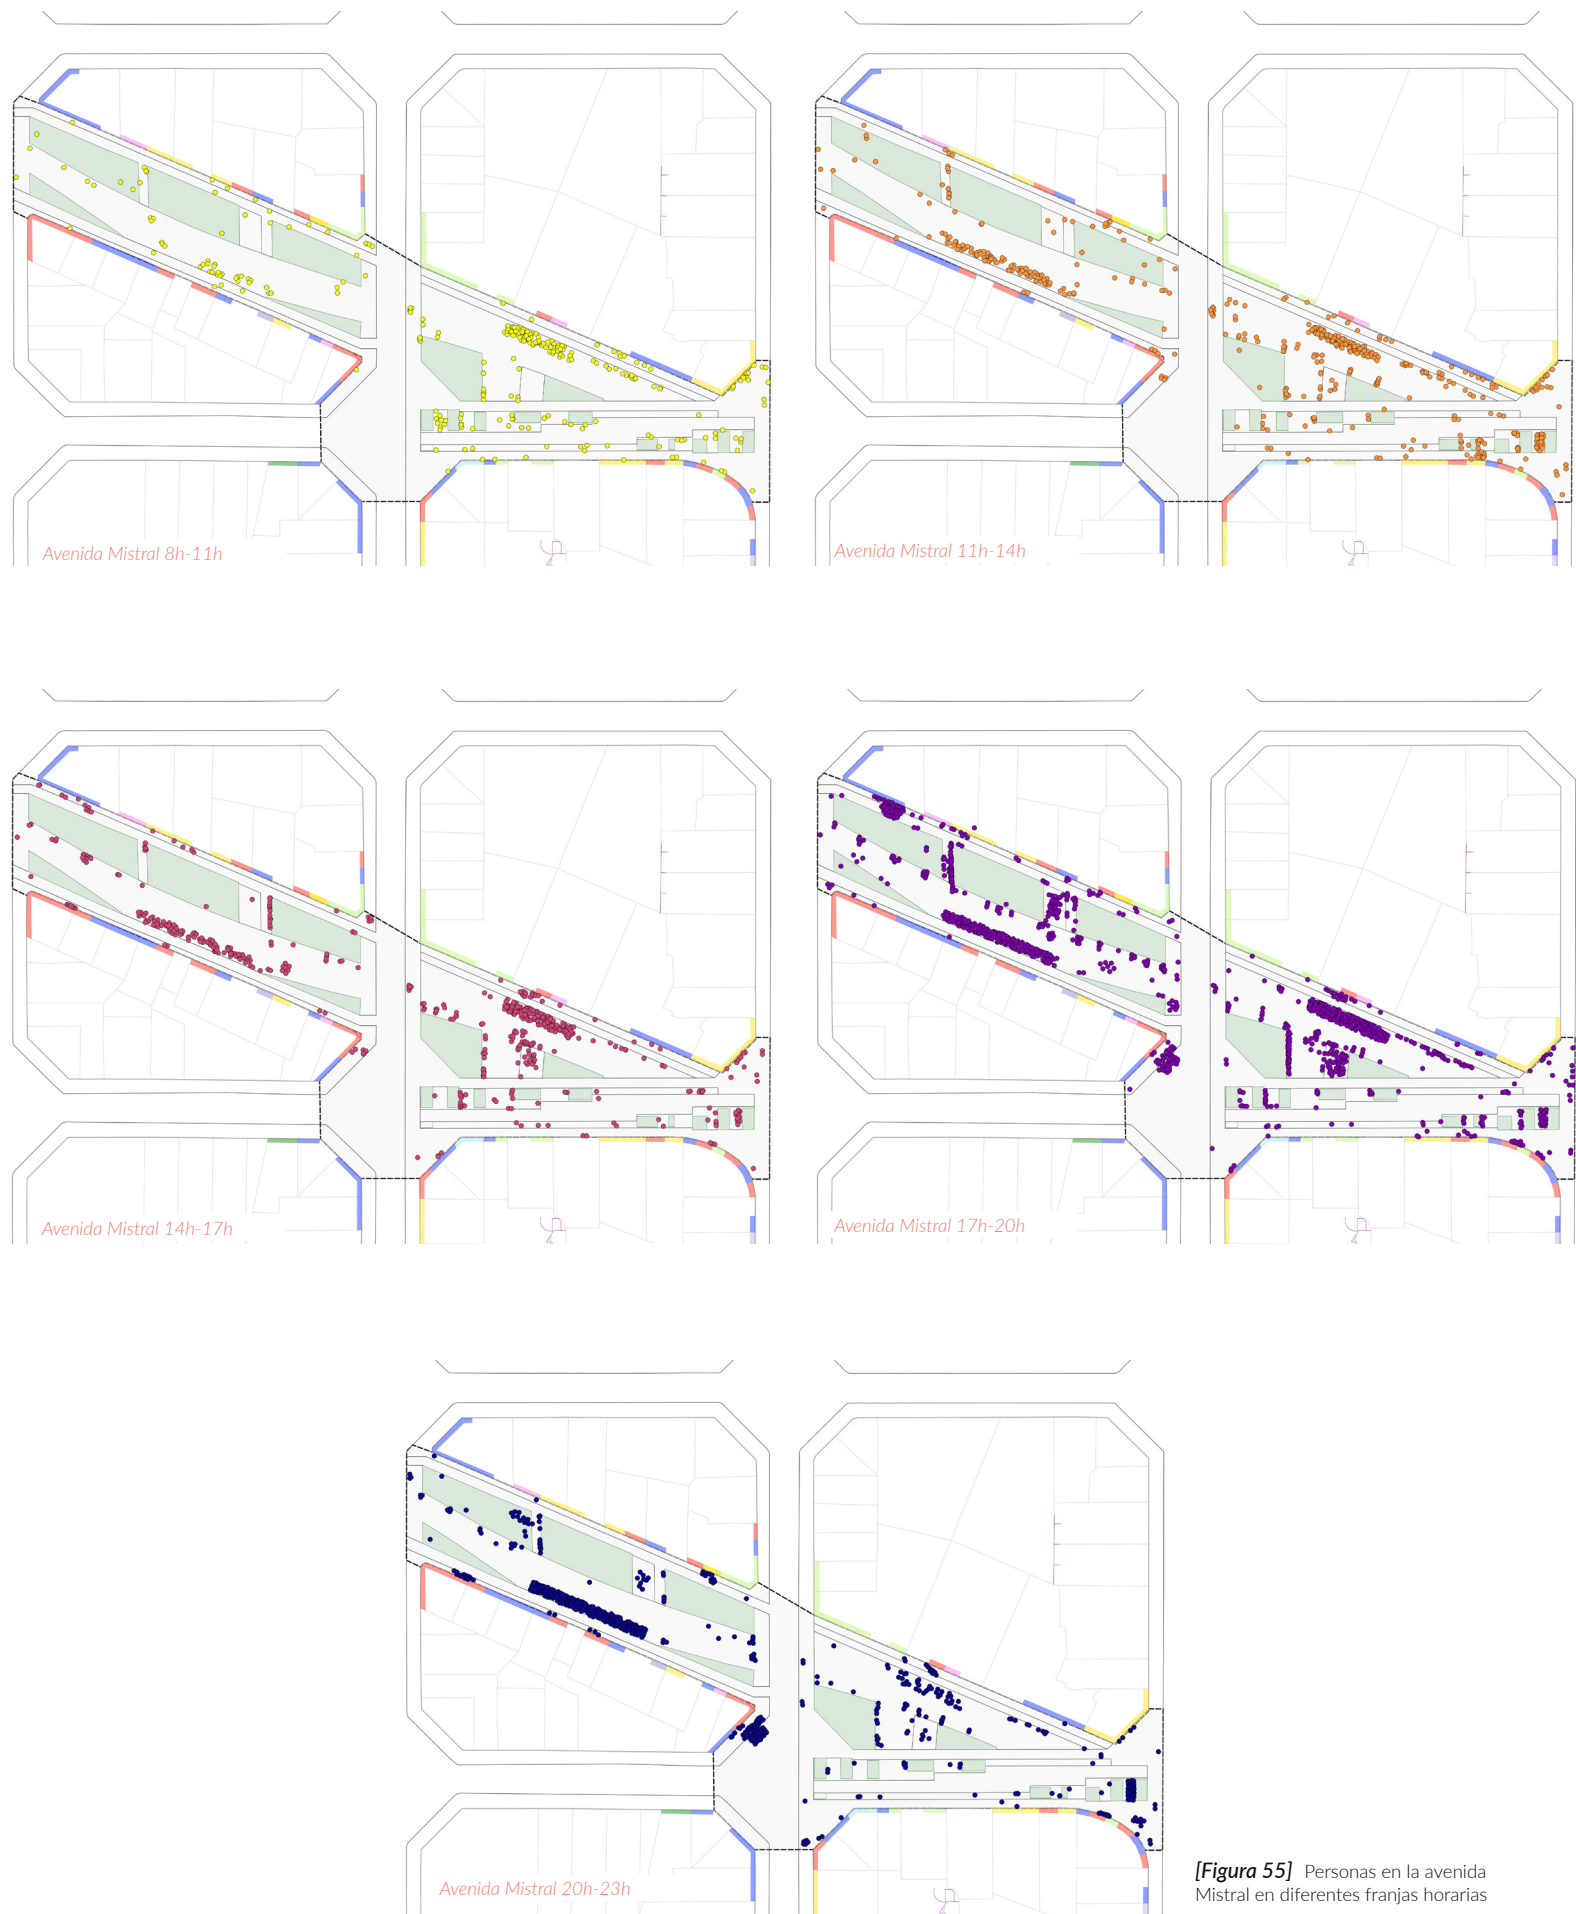 Avenida Mistral 8h-11h
Avenida Mistral 11h-14h
Avenida Mistral 14h-17h
Avenida Mistral 17h-20h
Avenida Mistral 20h-23h
[Figura 55] Personas en la avenida
Mistral en diferentes franjas horarias